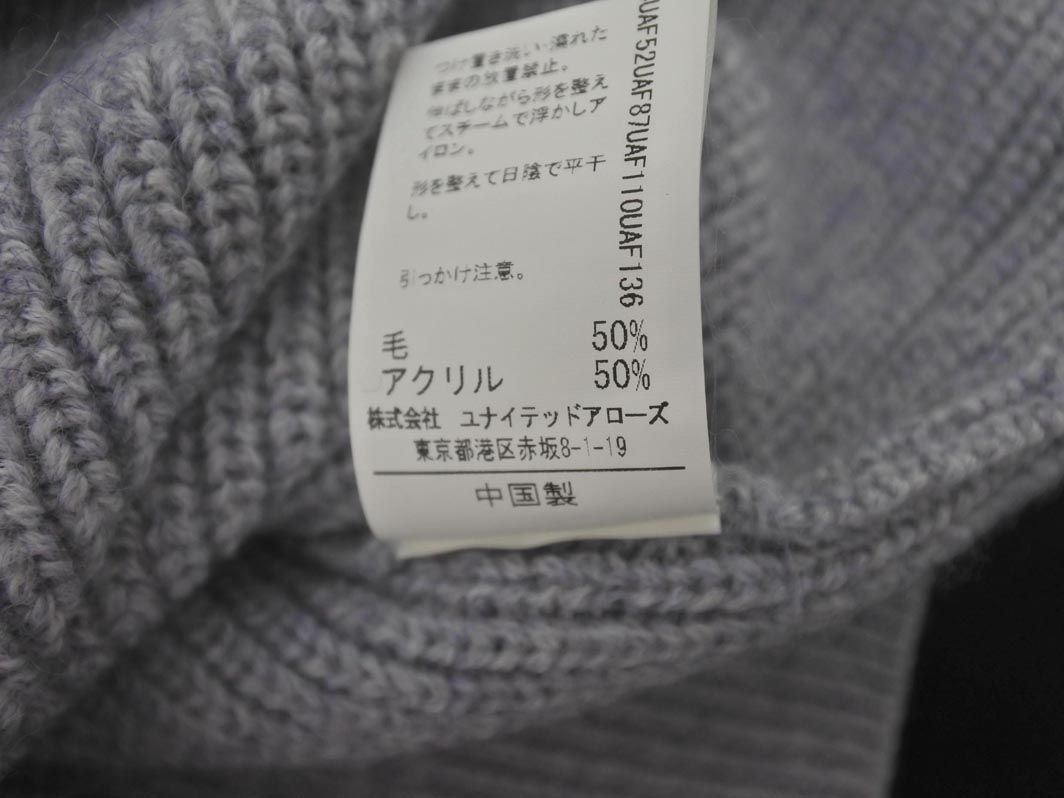 つけ置き洗い・濡れた
ままの放置禁止。
伸ばしながら形を整え
てスチームで浮かしア
イロン。
形を整えて日陰で平干
し。
引っかけ注意。
UAF52UAF87UAF110UAF136
毛 50%
アクリル 50%
株式会社 ユナイテッドアローズ
東京都港区赤坂8-1-19
中国製